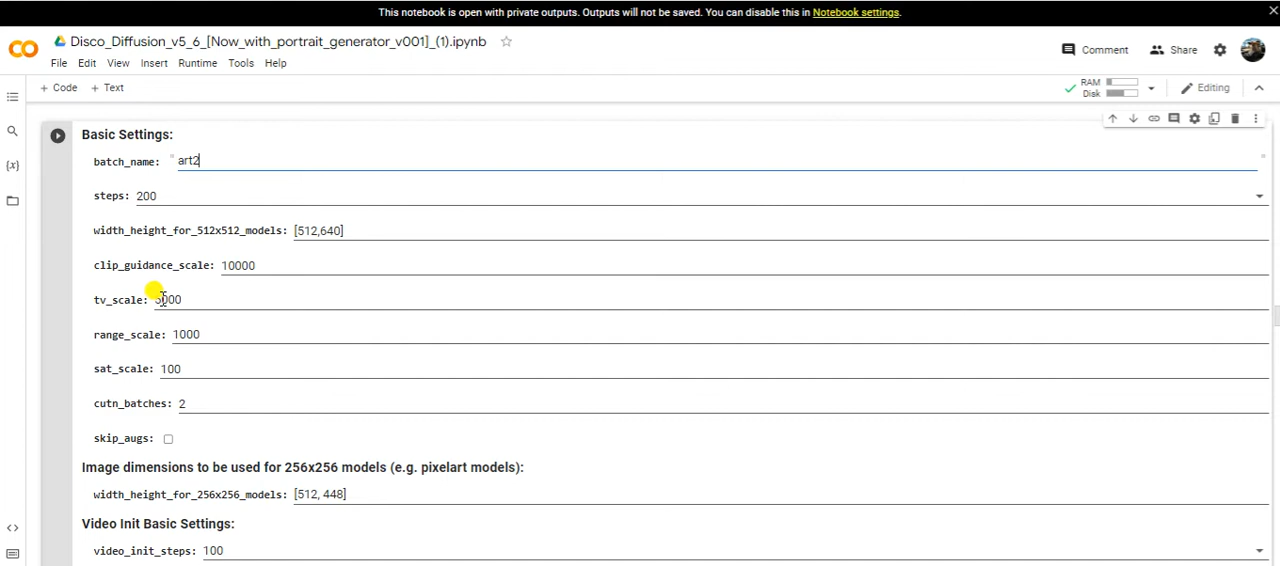 This notebook is open with private outputs. Outputs will not be saved. You can disable this in Notebook settings.
Disco_Diffusion_v5_6_[Now_with_portrait_generator_v001]_(1).ipynb
Comment Share
File Edit View Insert Runtime Tools Help
+ Code + Text
RAM
Disk
Editing
Basic Settings:
batch_name: " art2 "
steps: 200
width_height_for_512x512_models: [512,640]
clip_guidance_scale: 10000
tv_scale:
range_scale: 1000
sat_scale: 100
cutn_batches: 2
skip_augs:
Image dimensions to be used for 256x256 models (e.g. pixelart models):
width_height_for_256x256_models: [512, 448]
Video Init Basic Settings:
video_init_steps: 100